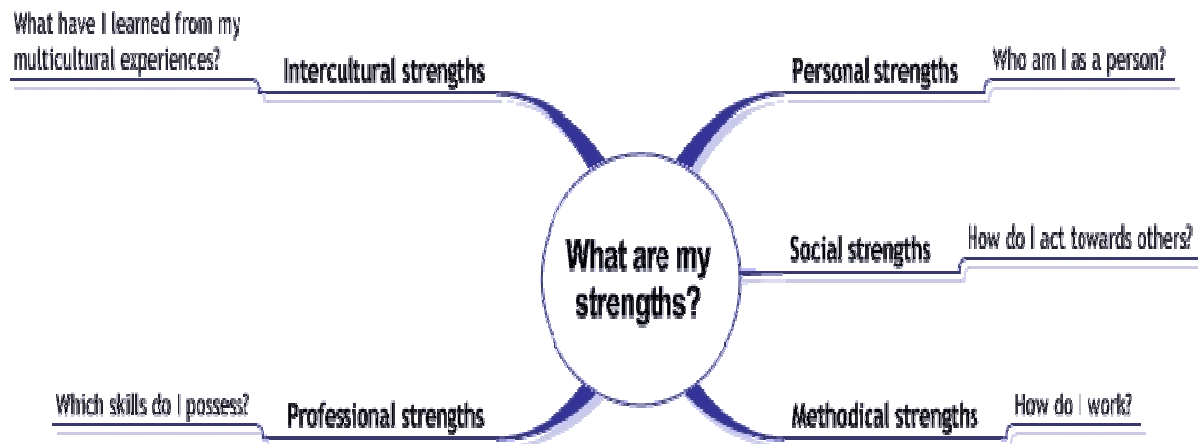 What have I learned from my
multicultural experiences?
Intercultural strengths
Personal strengths
Who am I as a person?
What are my
strengths?
Social strengths
How do I act towards others?
Which skills do I possess?
Professional strengths
Methodical strengths
How do I work?